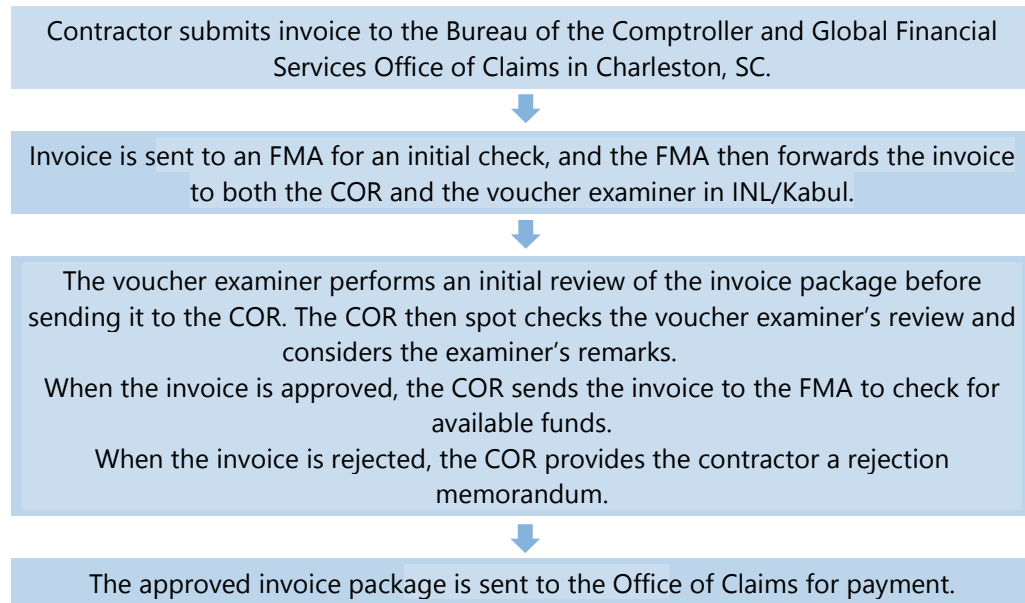 Contractor submits invoice to the Bureau of the Comptroller and Global Financial
Services Office of Claims in Charleston, SC.
Invoice is sent to an FMA for an initial check, and the FMA then forwards the invoice
to both the COR and the voucher examiner in INL/Kabul.
The voucher examiner performs an initial review of the invoice package before
sending it to the COR. The COR then spot checks the voucher examiner’s review and
considers the examiner’s remarks.
When the invoice is approved, the COR sends the invoice to the FMA to check for
available funds.
When the invoice is rejected, the COR provides the contractor a rejection
memorandum.
The approved invoice package is sent to the Office of Claims for payment.